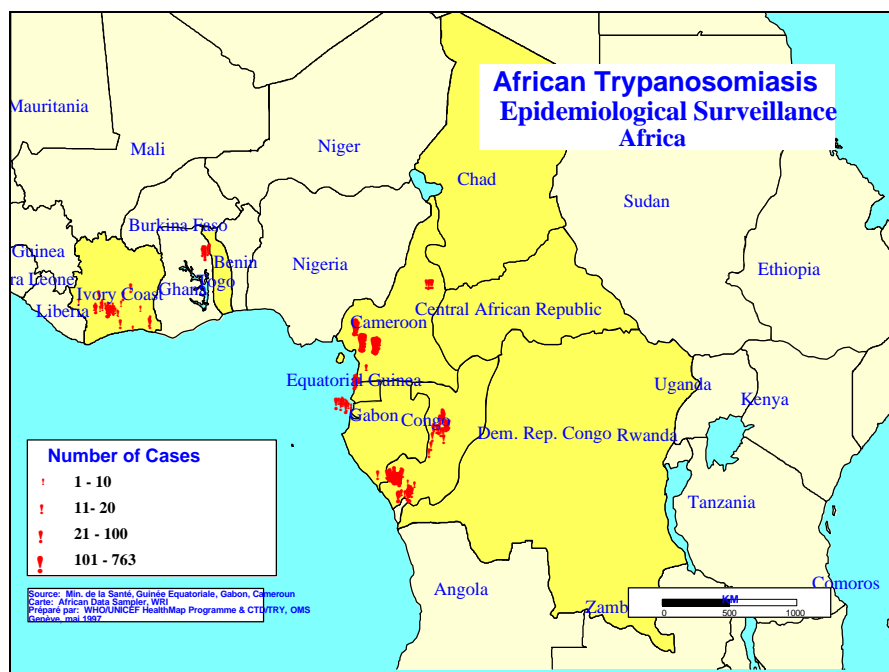 African Trypanosomiasis
Epidemiological Surveillance
Africa
Mauritania
Mali
Niger
Chad
Sudan
Burkina Faso
Guinea
Benin
Nigeria
Ethiopia
ra Leone
Ivory Coast
Ghana
Togo
Liberia
Central African Republic
Cameroon
Equatorial Guinea
Uganda
Kenya
Gabon
Congo
Dem. Rep. Congo
Rwanda
Tanzania
Angola
Comoros
Zamb
Number of Cases
1 - 10
11- 20
21 - 100
101 - 763
KM
0 500 1000
Source: Min. de la Santé, Guinée Equatoriale, Gabon, Cameroun
Carte: African Data Sampler, WRI
Préparé par: WHO/UNICEF HealthMap Programme & CTD/TRY, OMS
Genève, mai 1997